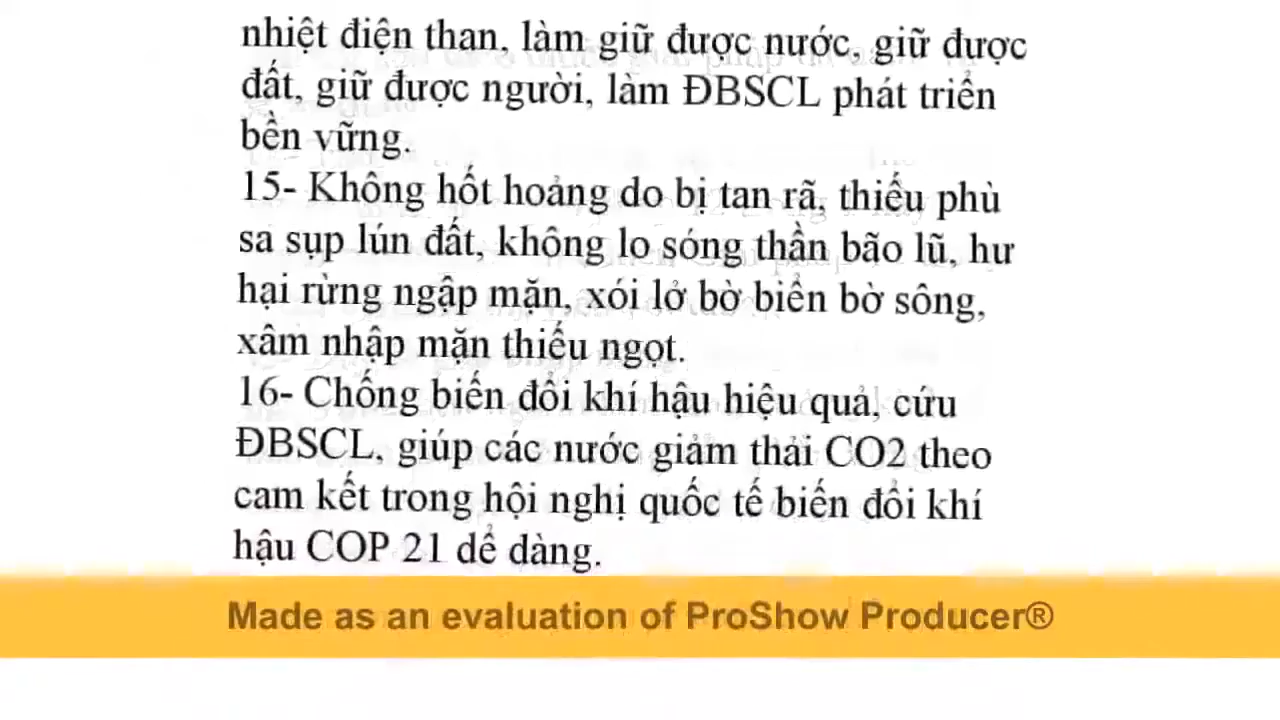 nhiệt điện than, làm giữ được nước, giữ được
đất, giữ được người, làm ĐBSCL phát triển
bền vững.
15- Không hốt hoảng do bị tan rã, thiếu phù
sa sụp lún đất, không lo sóng thần bão lũ, hư
hại rừng ngập mặn, xói lở bờ biển bờ sông,
xâm nhập mặn thiếu ngọt.
16- Chống biến đổi khí hậu hiệu quả, cứu
ĐBSCL, giúp các nước giảm thải CO2 theo
cam kết trong hội nghị quốc tế biến đổi khí
hậu COP 21 dể dàng.
Made as an evaluation of ProShow Producer®